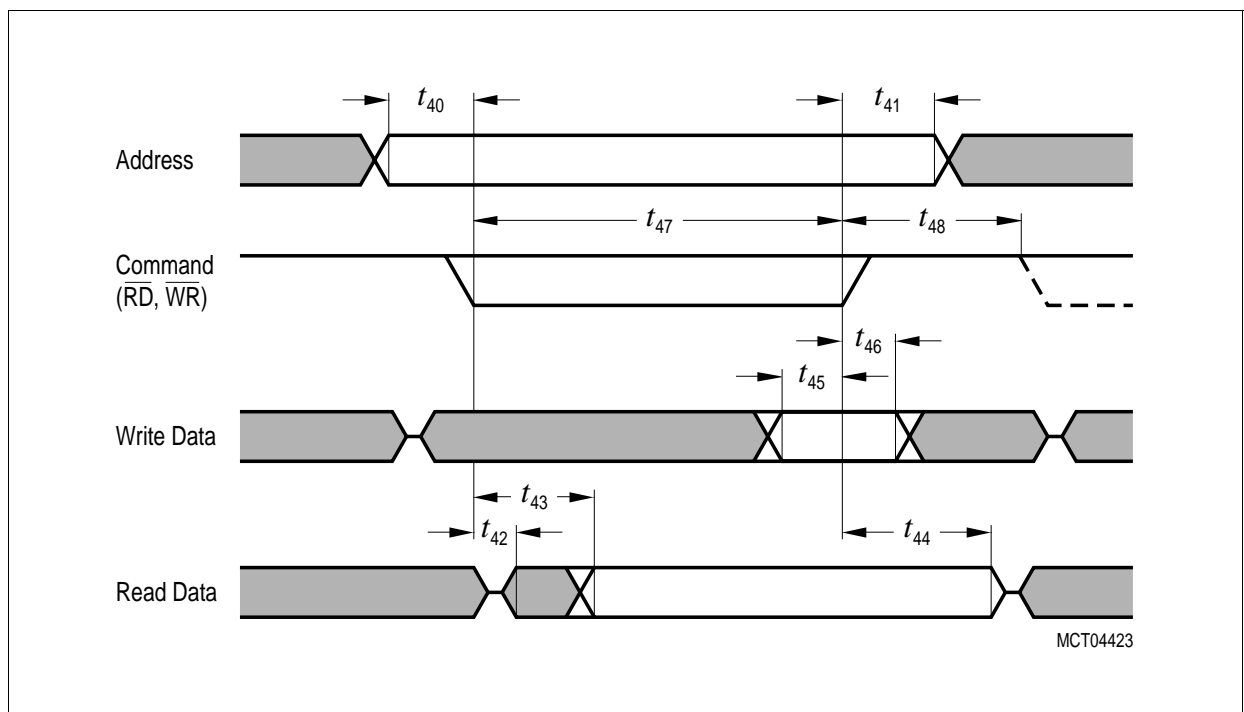 t40 t41
Address
t47 t48
Command
(RD, WR)
t46
t45
Write Data
t43
t42 t44
Read Data
MCT04423